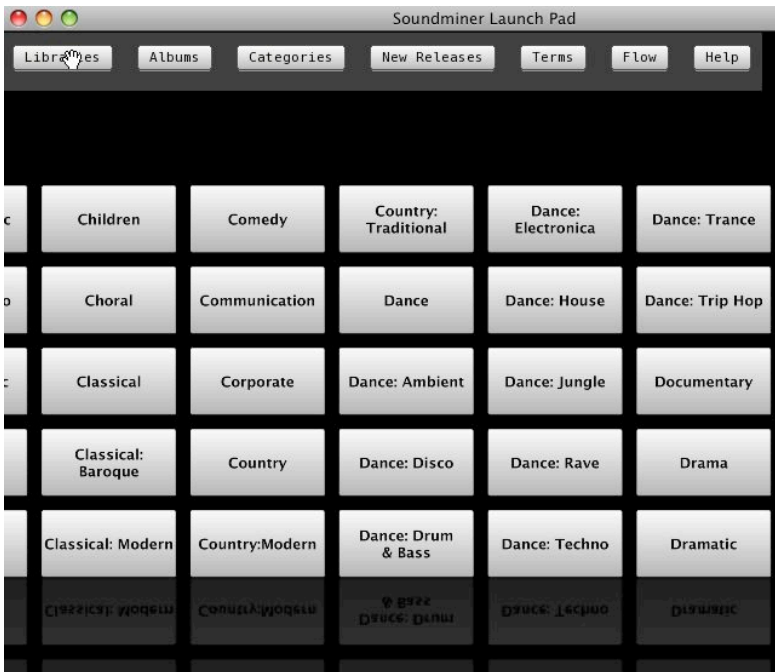 Soundminer Launch Pad
Libraries Albums Categories New Releases Terms Flow Help
c Children Comedy Country:
Traditional Dance:
Electronica Dance: Trance
o Choral Communication Dance Dance: House Dance: Trip Hop
c Classical Corporate Dance: Ambient Dance: Jungle Documentary
Classical:
Baroque Country Dance: Disco Dance: Rave Drama
Classical: Modern Country:Modern Dance: Drum
& Bass Dance: Techno Dramatic